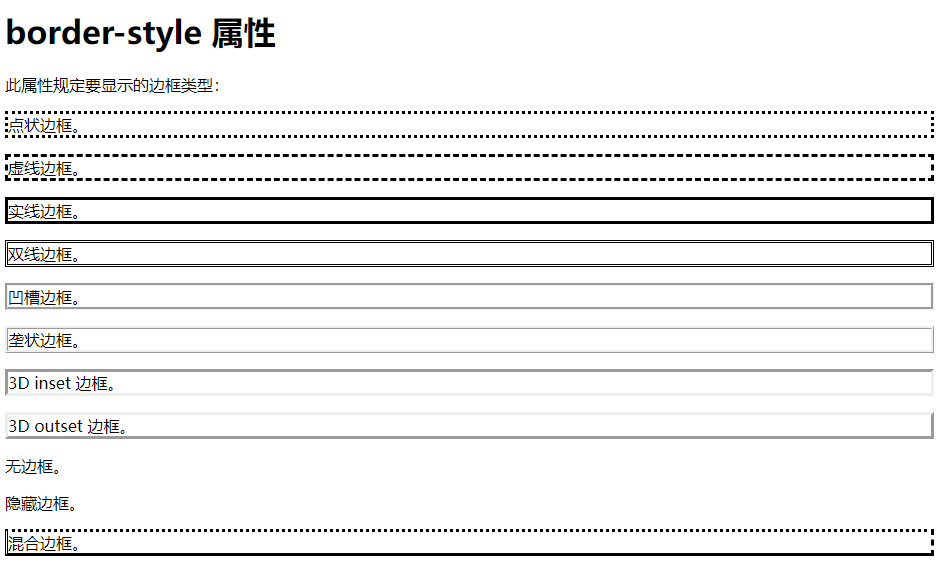 border-style 属性
此属性规定要显示的边框类型：
点状边框。
虚线边框。
实线边框。
双线边框。
凹槽边框。
垄状边框。
3D inset 边框。
3D outset 边框。
无边框。
隐藏边框。
混合边框。